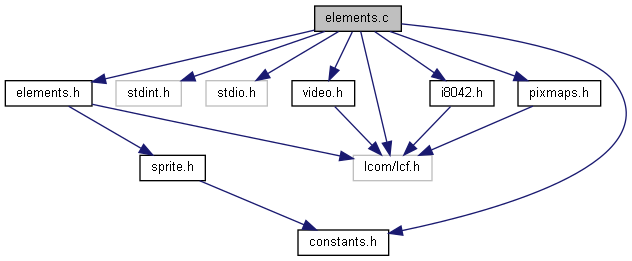 elements.c
elements.h
stdint.h
stdio.h
video.h
i8042.h
pixmaps.h
sprite.h
lcom/lcf.h
constants.h